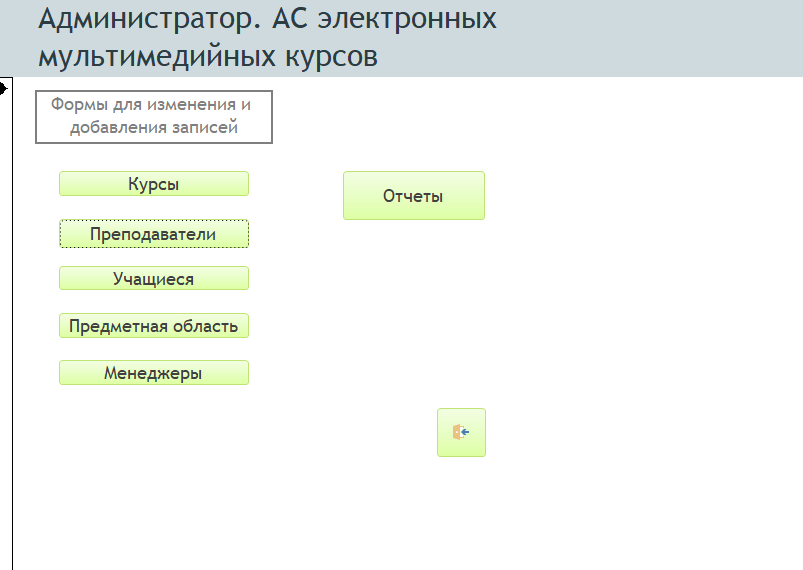 Администратор. АС электронных
мультимедийных курсов
Формы для изменения и
добавления записей
Курсы
Преподаватели
Учащиеся
Предметная область
Менеджеры
Отчеты